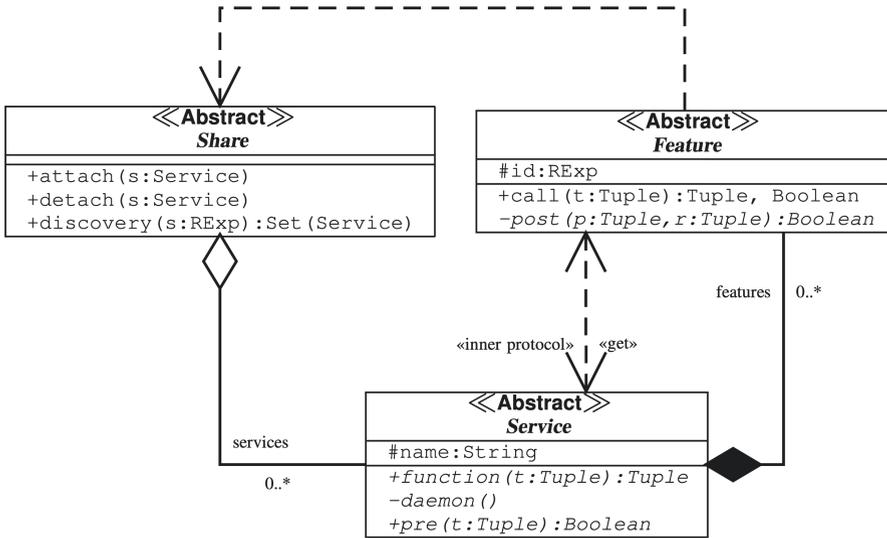 ≪Abstract≫
Share
+attach(s:Service)
+detach(s:Service)
+discovery(s:RExp):Set(Service)
≪Abstract≫
Feature
#id:RExp
+call(t:Tuple):Tuple, Boolean
-post(p:Tuple,r:Tuple):Boolean
features
0..*
«inner protocol»
«get»
≪Abstract≫
Service
#name:String
+function(t:Tuple):Tuple
-daemon()
+pre(t:Tuple):Boolean
services
0..*